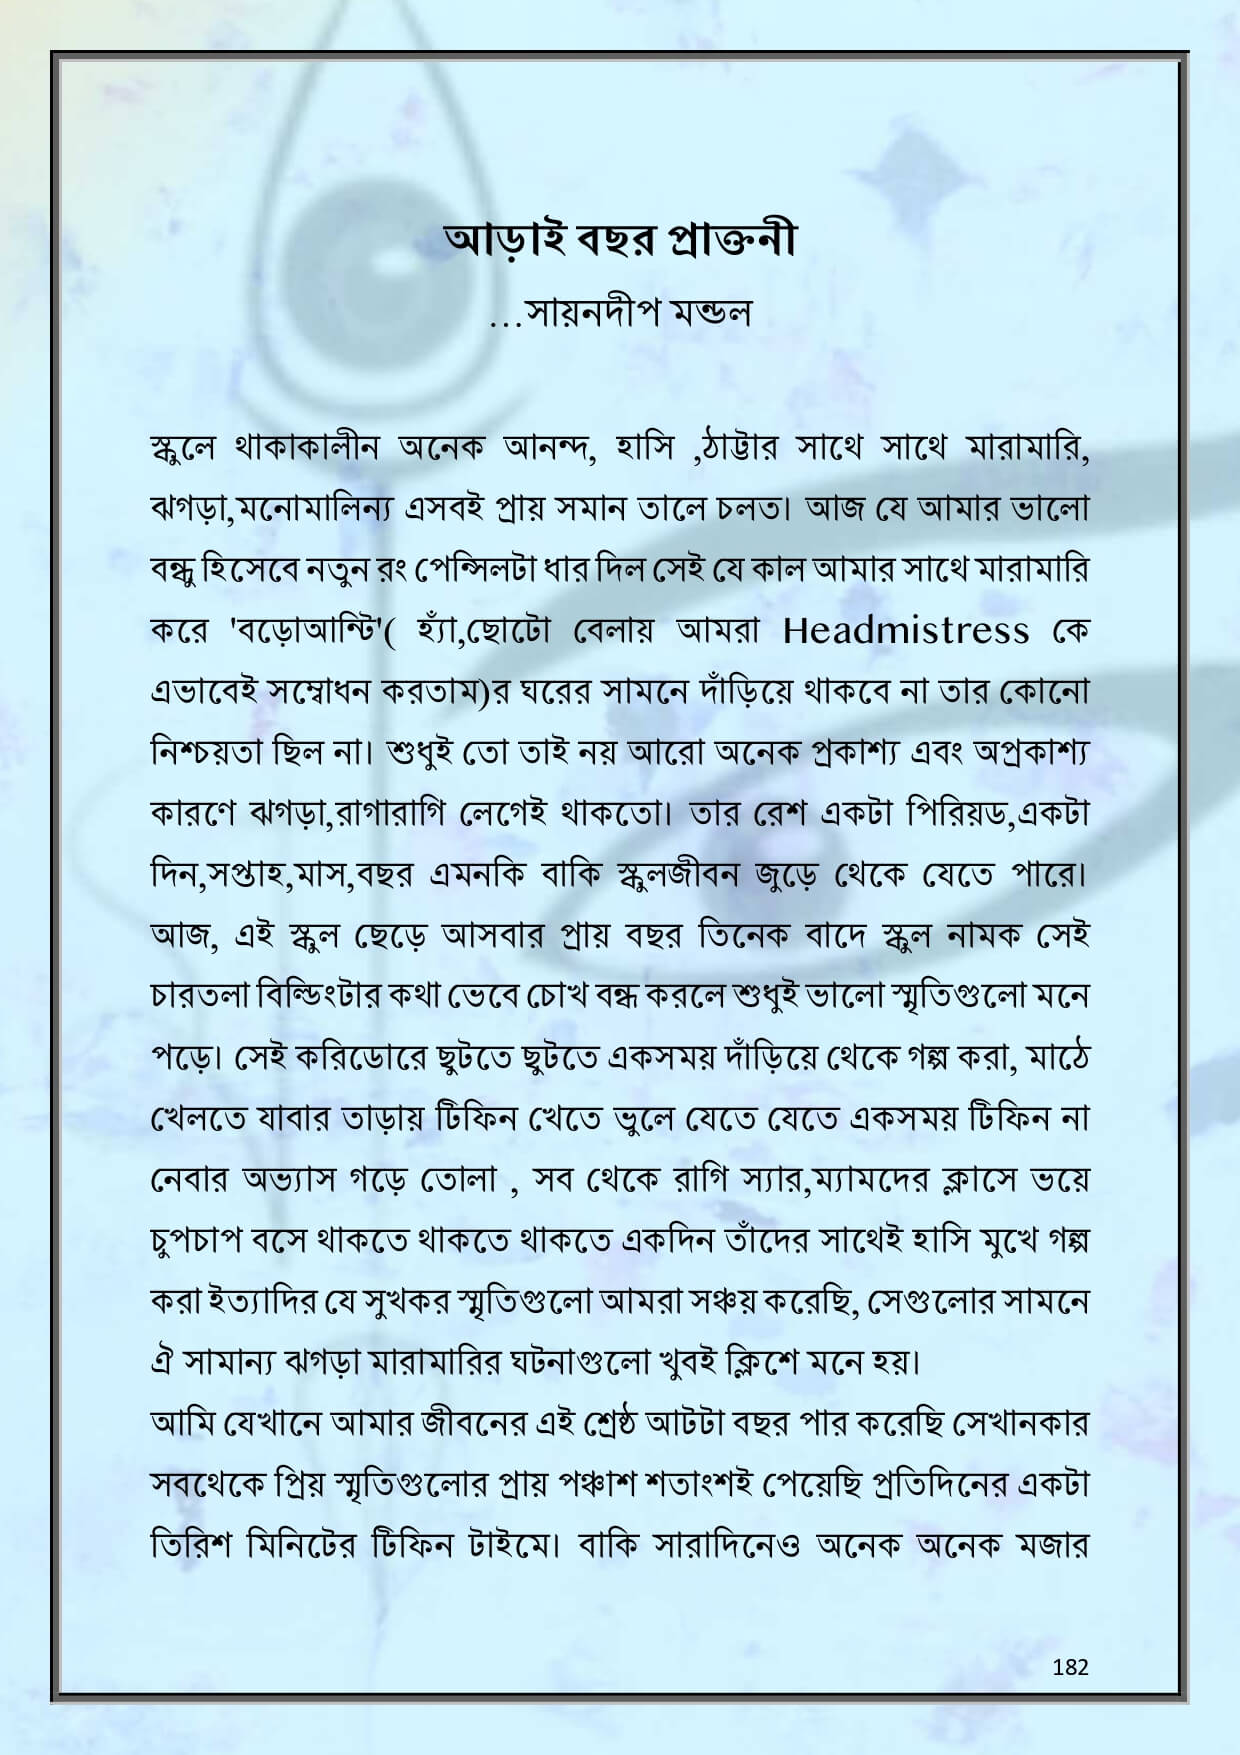 আড়াই বছর প্রাক্তনী
...সায়নদীপ মন্ডল
স্কুলে থাকাকালীন অনেক আনন্দ, হাসি ,ঠাট্টার সাথে সাথে মারামারি,
ঝগড়া,মনোমালিন্য এসবই প্রায় সমান তালে চলত। আজ যে আমার ভালো
বন্ধু হিসেবে নতুন রং পেন্সিলটা ধার দিল সেই যে কাল আমার সাথে মারামারি
করে 'বড়োআন্টি'( হ্যাঁ,ছোটো বেলায় আমরা Headmistress কে
এভাবেই সম্বোধন করতাম)র ঘরের সামনে দাঁড়িয়ে থাকবে না তার কোনো
নিশ্চয়তা ছিল না। শুধুই তো তাই নয় আরো অনেক প্রকাশ্য এবং অপ্রকাশ্য
কারণে ঝগড়া,রাগারাগি লেগেই থাকতো। তার রেশ একটা পিরিয়ড,একটা
দিন,সপ্তাহ,মাস,বছর এমনকি বাকি স্কুলজীবন জুড়ে থেকে যেতে পারে।
আজ, এই স্কুল ছেড়ে আসবার প্রায় বছর তিনেক বাদে স্কুল নামক সেই
চারতলা বিল্ডিংটার কথা ভেবে চোখ বন্ধ করলে শুধুই ভালো স্মৃতিগুলো মনে
পড়ে। সেই করিডোরে ছুটতে ছুটতে একসময় দাঁড়িয়ে থেকে গল্প করা, মাঠে
খেলতে যাবার তাড়ায় টিফিন খেতে ভুলে যেতে যেতে একসময় টিফিন না
নেবার অভ্যাস গড়ে তোলা , সব থেকে রাগি স্যার,ম্যামদের ক্লাসে ভয়ে
চুপচাপ বসে থাকতে থাকতে থাকতে একদিন তাঁদের সাথেই হাসি মুখে গল্প
করা ইত্যাদির যে সুখকর স্মৃতিগুলো আমরা সঞ্চয় করেছি, সেগুলোর সামনে
ঐ সামান্য ঝগড়া মারামারির ঘটনাগুলো খুবই ক্লিশে মনে হয়।
আমি যেখানে আমার জীবনের এই শ্রেষ্ঠ আটটা বছর পার করেছি সেখানকার
সবথেকে প্রিয় স্মৃতিগুলোর প্রায় পঞ্চাশ শতাংশই পেয়েছি প্রতিদিনের একটা
তিরিশ মিনিটের টিফিন টাইমে। বাকি সারাদিনেও অনেক অনেক মজার
182